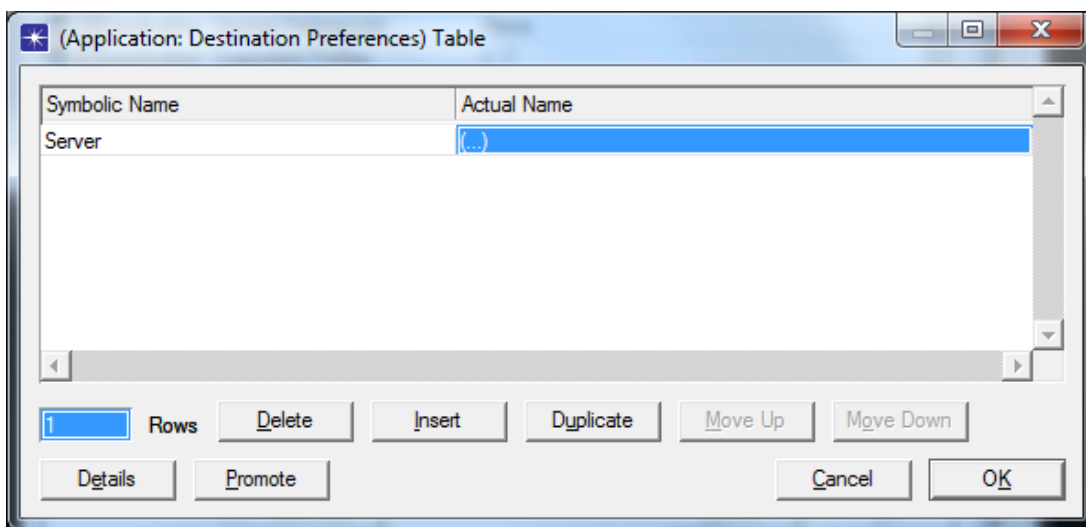 (Application: Destination Preferences) Table
Symbolic Name Actual Name
Server (...)
1 Rows Delete Insert Duplicate Move Up Move Down
Details Promote Cancel OK